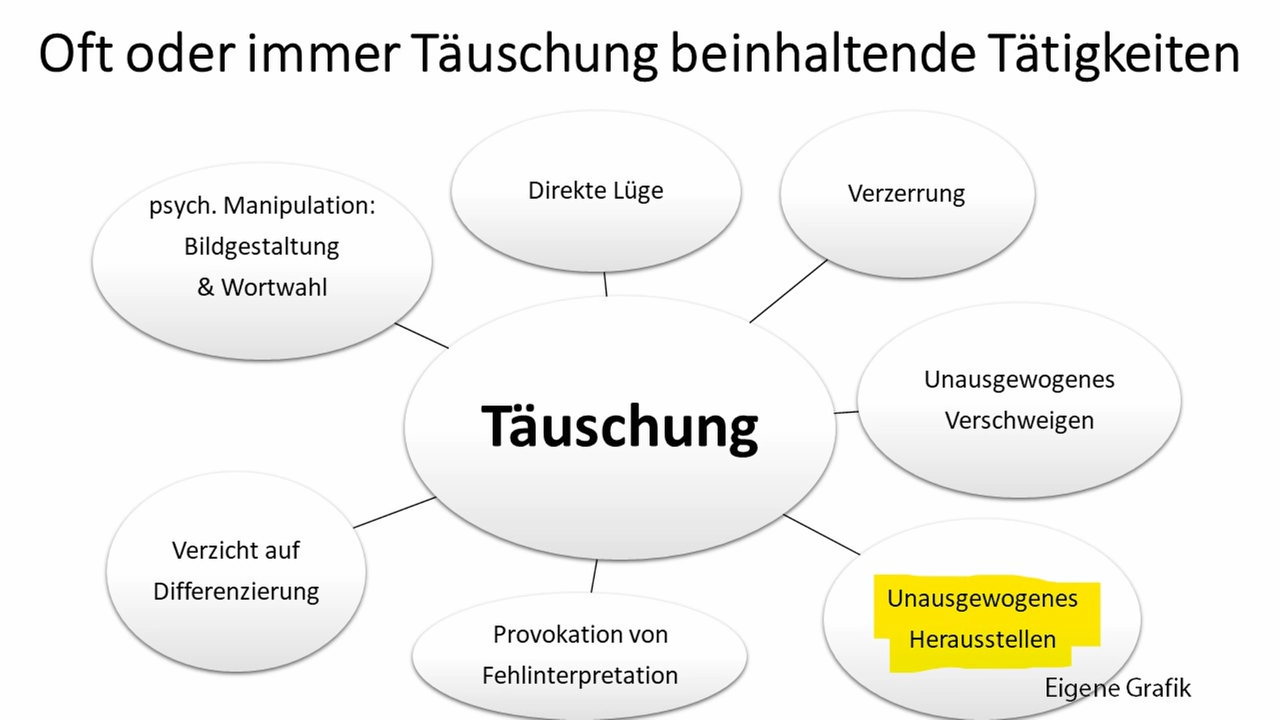 Oft oder immer Täuschung beinhaltende Tätigkeiten
psych. Manipulation:
Bildgestaltung
& Wortwahl
Direkte Lüge
Verzerrung
Unausgewogenes
Verschweigen
Täuschung
Verzicht auf
Differenzierung
Provokation von
Fehlinterpretation
Unausgewogenes
Herausstellen
Eigene Grafik